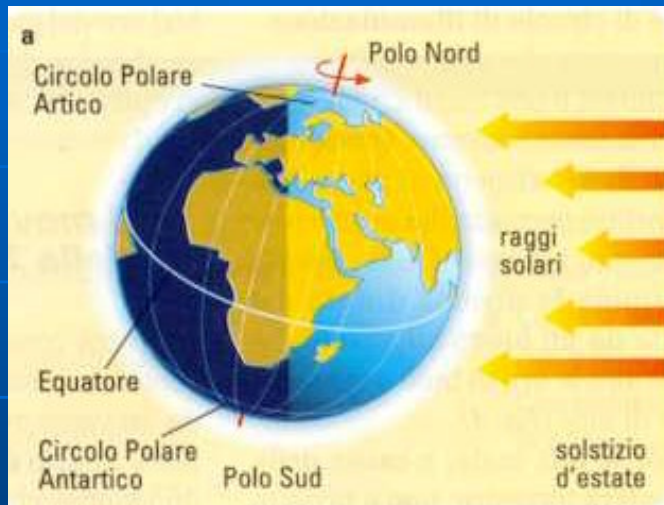 a
Polo Nord
Circolo Polare
Artico
raggi
solari
Equatore
Circolo Polare
Antartico
Polo Sud
solstizio
d'estate